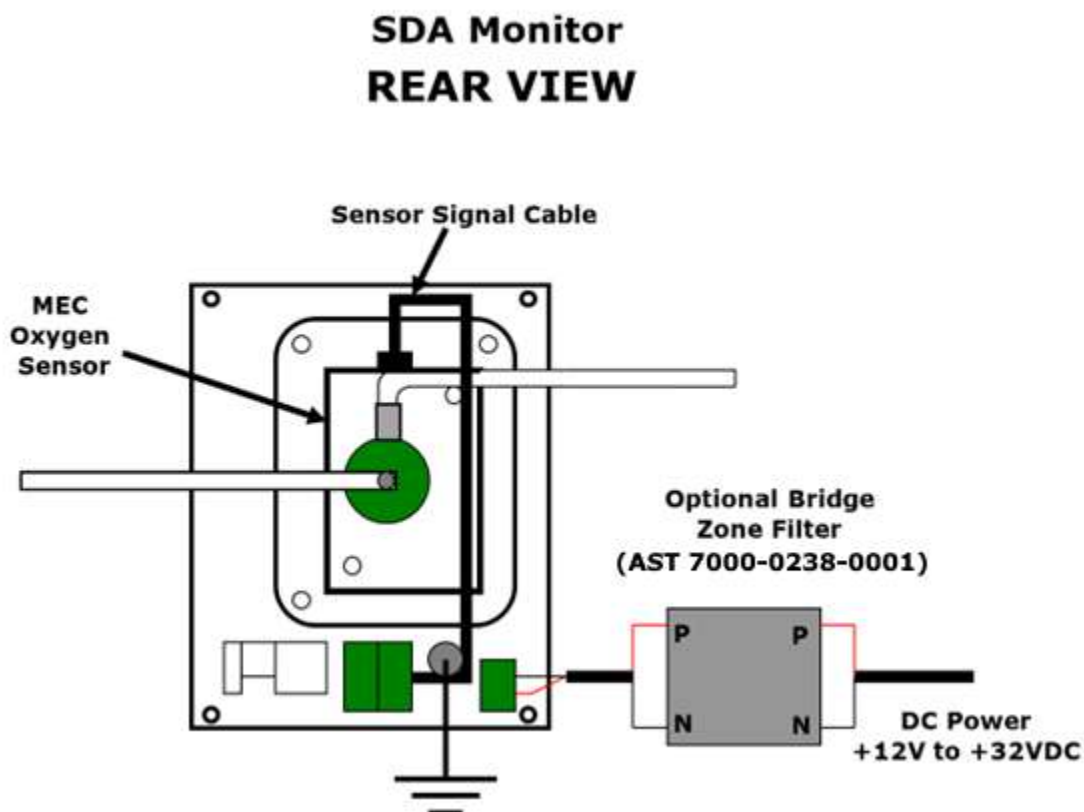 SDA Monitor
REAR VIEW
Sensor Signal Cable
MEC
Oxygen
Sensor
Optional Bridge
Zone Filter
(AST 7000-0238-0001)
P P
N N
DC Power
+12V to +32VDC